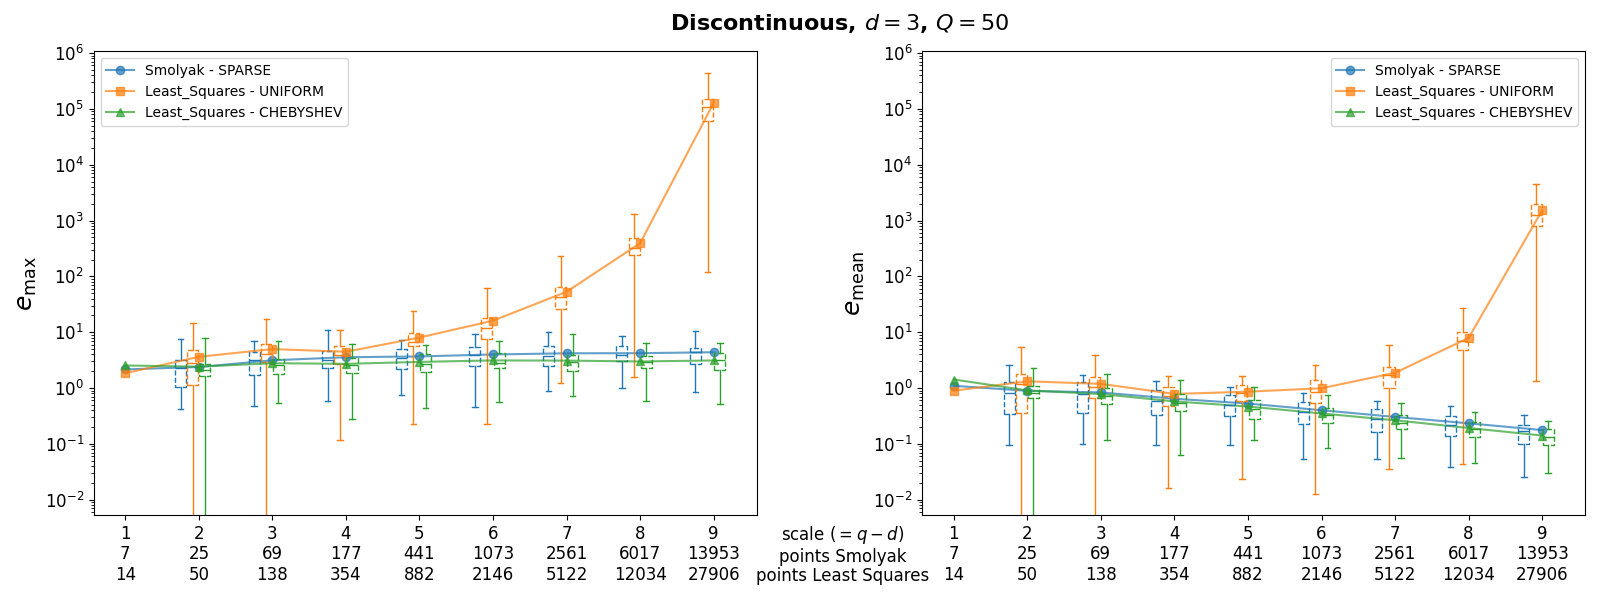 Discontinuous, d = 3, Q = 50
10^6
10^5
10^4
10^3
10^2
10^1
10^0
10^−1
10^−2
e_max
Smolyak - SPARSE
Least_Squares - UNIFORM
Least_Squares - CHEBYSHEV
1 2 3 4 5 6 7 8 9
7 25 69 177 441 1073 2561 6017 13953
14 50 138 354 882 2146 5122 12034 27906
scale (= q − d)
points Smolyak
points Least Squares
10^6
10^5
10^4
10^3
10^2
10^1
10^0
10^−1
10^−2
e_mean
Smolyak - SPARSE
Least_Squares - UNIFORM
Least_Squares - CHEBYSHEV
1 2 3 4 5 6 7 8 9
7 25 69 177 441 1073 2561 6017 13953
14 50 138 354 882 2146 5122 12034 27906